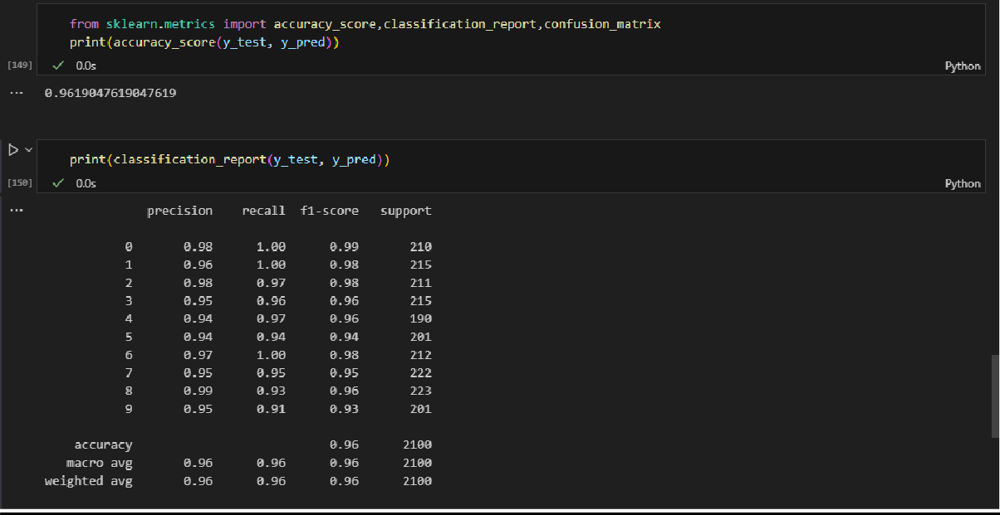 from sklearn.metrics import accuracy_score,classification_report,confusion_matrix
print(accuracy_score(y_test, y_pred))
[149] ✓ 0.0s Python
... 0.9619047619047619
print(classification_report(y_test, y_pred))
[150] ✓ 0.0s Python
... precision recall f1-score support
0 0.98 1.00 0.99 210
1 0.96 1.00 0.98 215
2 0.98 0.97 0.98 211
3 0.95 0.96 0.96 215
4 0.94 0.97 0.96 190
5 0.94 0.94 0.94 201
6 0.97 1.00 0.98 212
7 0.95 0.95 0.95 222
8 0.99 0.93 0.96 223
9 0.95 0.91 0.93 201
accuracy 0.96 2100
macro avg 0.96 0.96 0.96 2100
weighted avg 0.96 0.96 0.96 2100